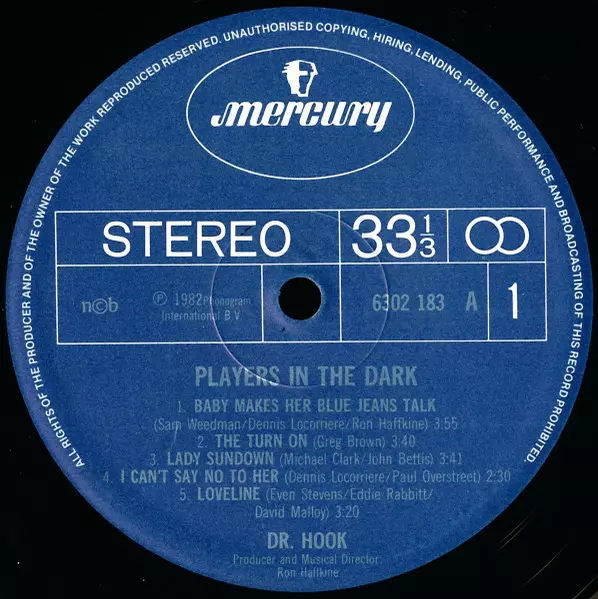 ALL RIGHTS OF THE PRODUCER AND OF THE OWNER OF THE WORK REPRODUCED RESERVED. UNAUTHORISED COPYING, HIRING, LENDING, PUBLIC PERFORMANCE AND BROADCASTING OF THIS RECORD PROHIBITED.
mercury
STEREO 33 1/3
n©b ℗ 1982 Phonogram
International B.V. 6302 183 A 1
PLAYERS IN THE DARK
1. BABY MAKES HER BLUE JEANS TALK
(Sam Weedman/Dennis Locorriere/Ron Haffkine) 3:55
2. THE TURN ON (Greg Brown) 3:40
3. LADY SUNDOWN (Michael Clark/John Bettis) 3:41
4. I CAN'T SAY NO TO HER (Dennis Locorriere/Paul Overstreet) 2:30
5. LOVELINE (Even Stevens/Eddie Rabbitt/
David Malloy) 3:20
DR. HOOK
Producer and Musical Director:
Ron Haffkine